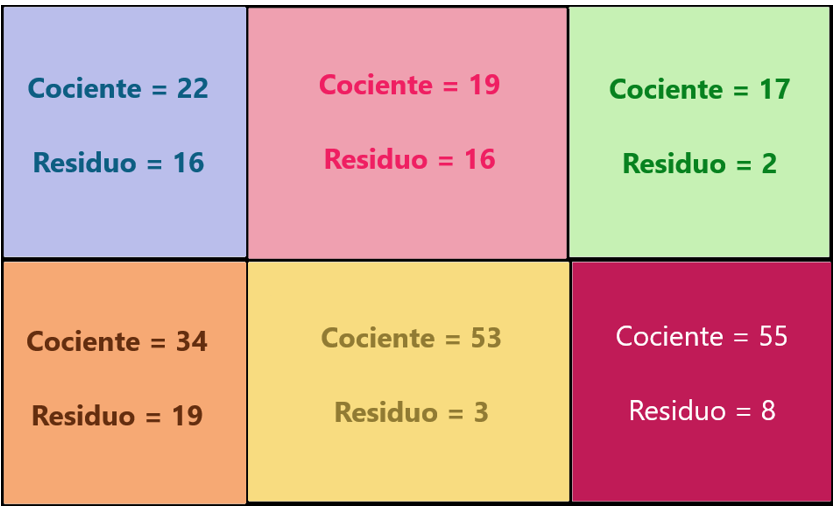 Cociente = 22
Residuo = 16
Cociente = 19
Residuo = 16
Cociente = 17
Residuo = 2
Cociente = 34
Residuo = 19
Cociente = 53
Residuo = 3
Cociente = 55
Residuo = 8